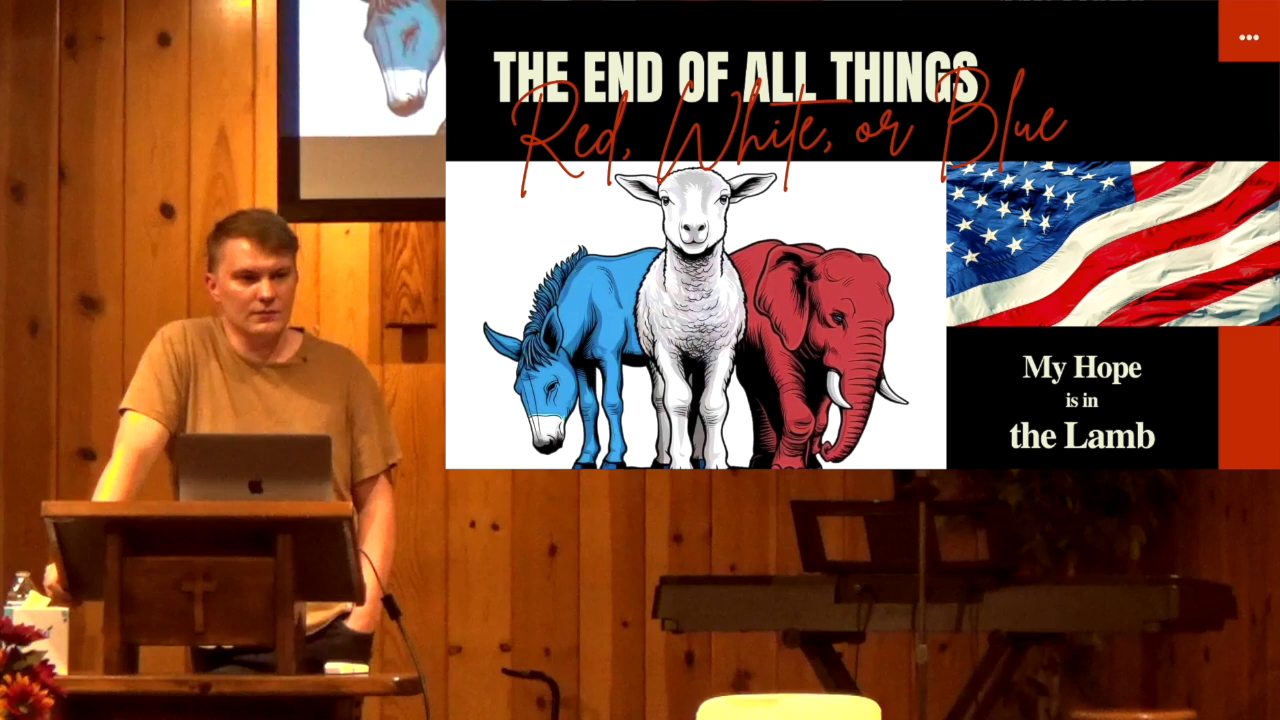 THE END OF ALL THINGS
Red, White, or Blue
My Hope
is in
the Lamb